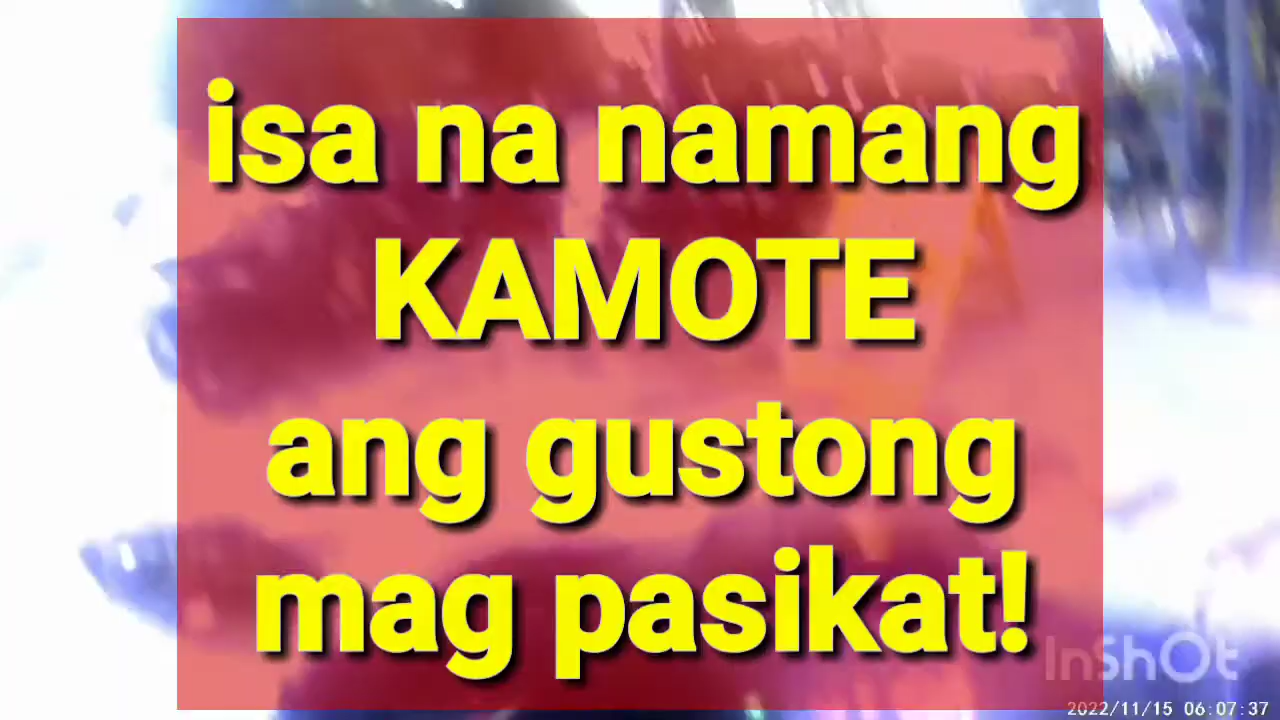 isa na namang
KAMOTE
ang gustong
mag pasikat!
InShOt
2022/11/15 06:07:37